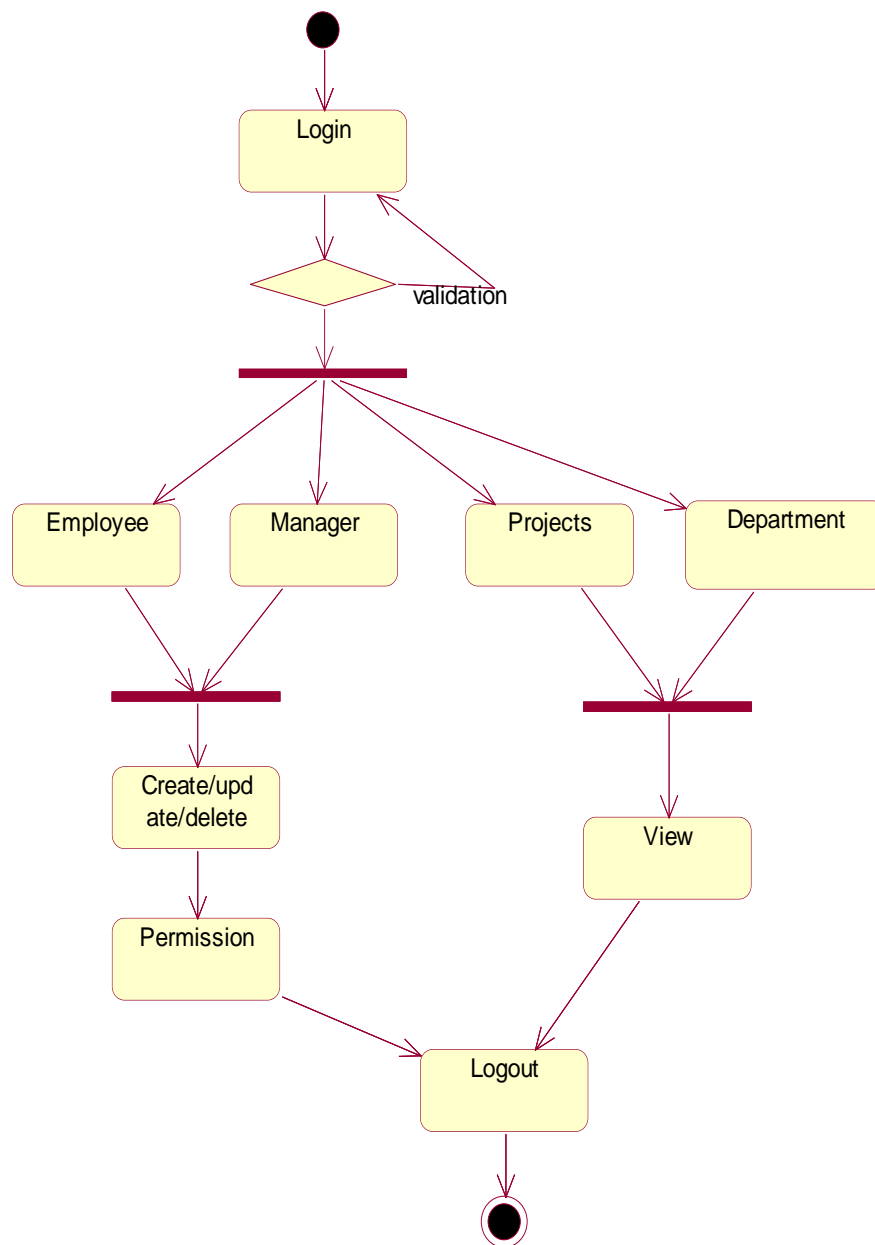 Login
validation
Employee
Manager
Projects
Department
Create/upd
ate/delete
View
Permission
Logout